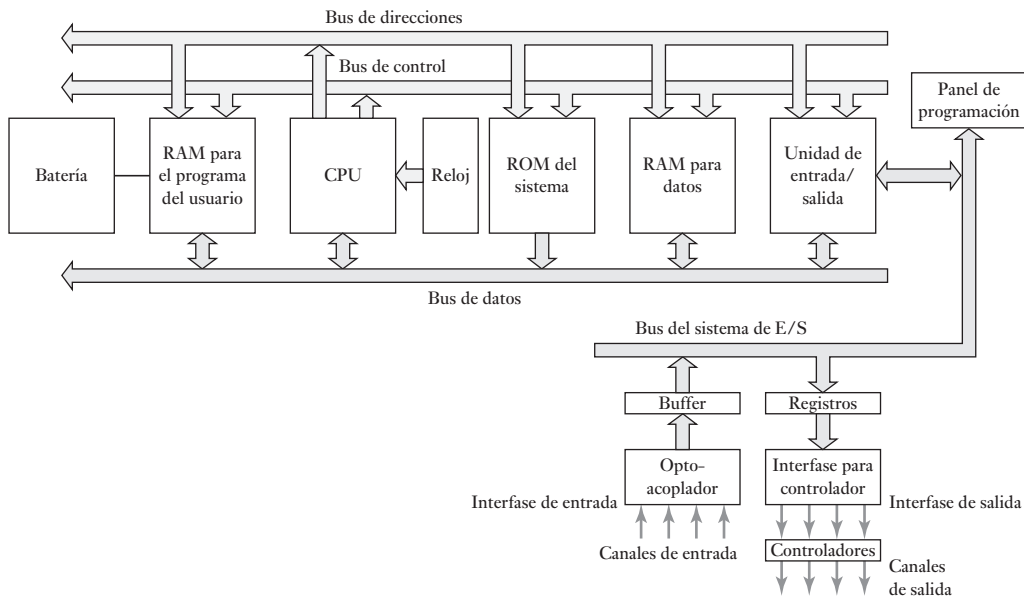 Bus de direcciones
Bus de control
Panel de
programación
Batería
RAM para
el programa
del usuario
CPU
Reloj
ROM del
sistema
RAM para
datos
Unidad de
entrada/
salida
Bus de datos
Bus del sistema de E/S
Buffer
Registros
Opto-
acoplador
Interfase para
controlador
Interfase de entrada
Interfase de salida
Canales de entrada
Controladores
Canales
de salida